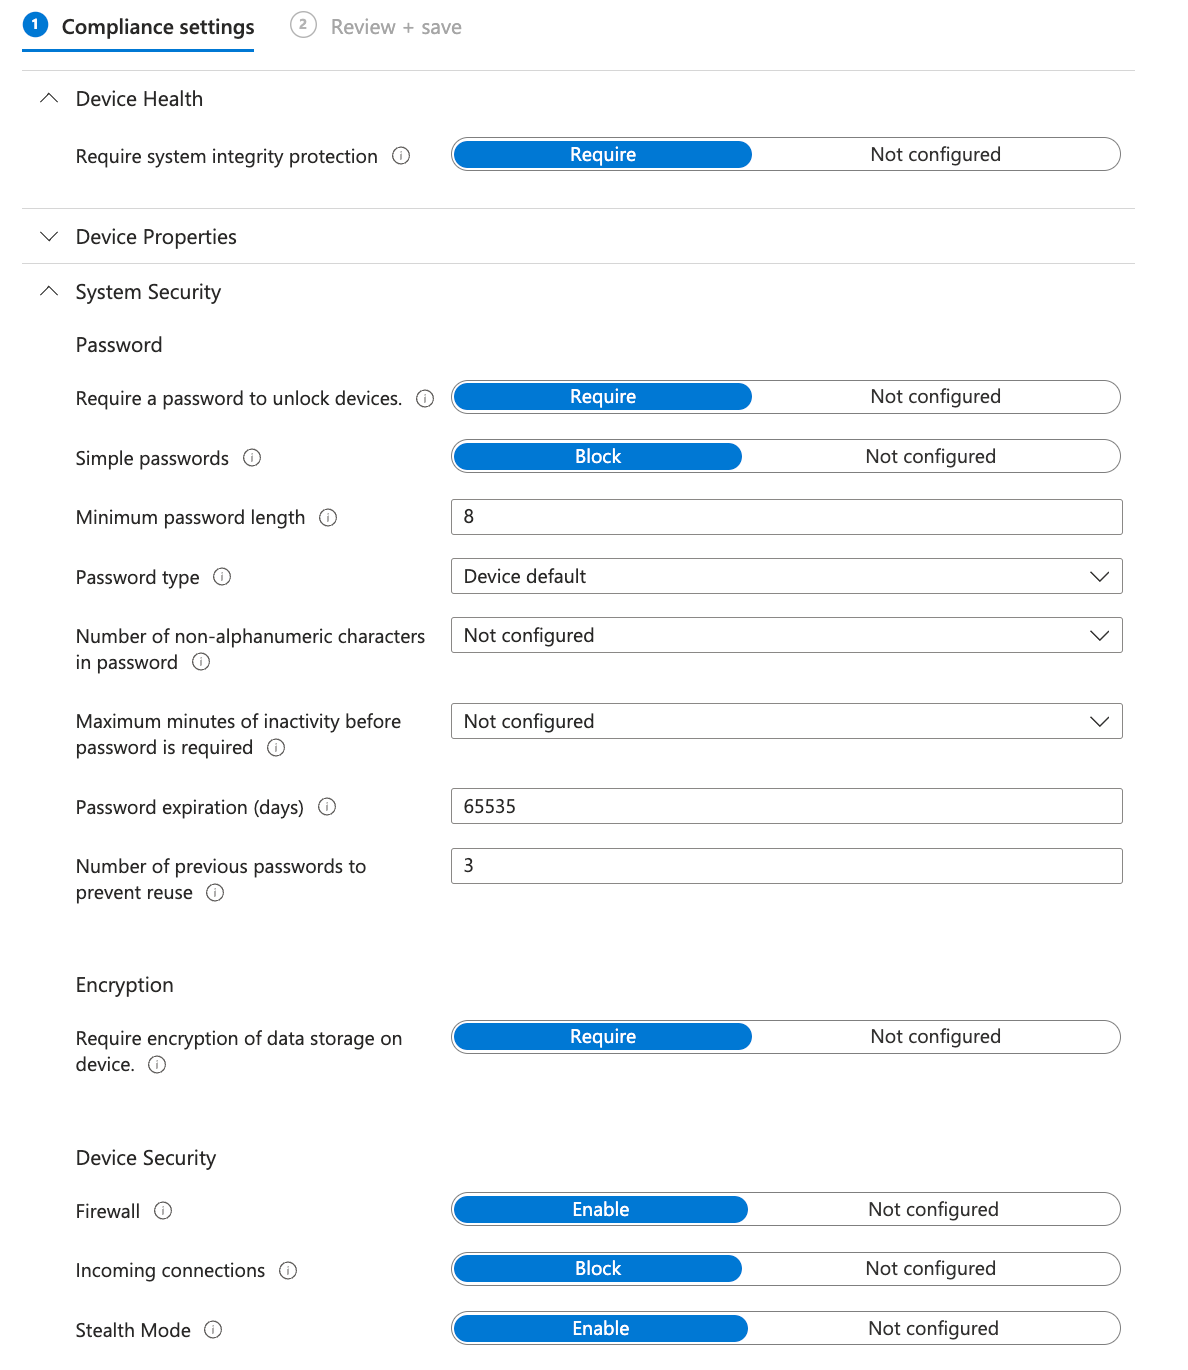 1 Compliance settings 2 Review + save
Device Health
Require system integrity protection Require Not configured
Device Properties
System Security
Password
Require a password to unlock devices. Require Not configured
Simple passwords Block Not configured
Minimum password length 8
Password type Device default
Number of non-alphanumeric characters Not configured
in password
Maximum minutes of inactivity before Not configured
password is required
Password expiration (days) 65535
Number of previous passwords to 3
prevent reuse
Encryption
Require encryption of data storage on Require Not configured
device.
Device Security
Firewall Enable Not configured
Incoming connections Block Not configured
Stealth Mode Enable Not configured